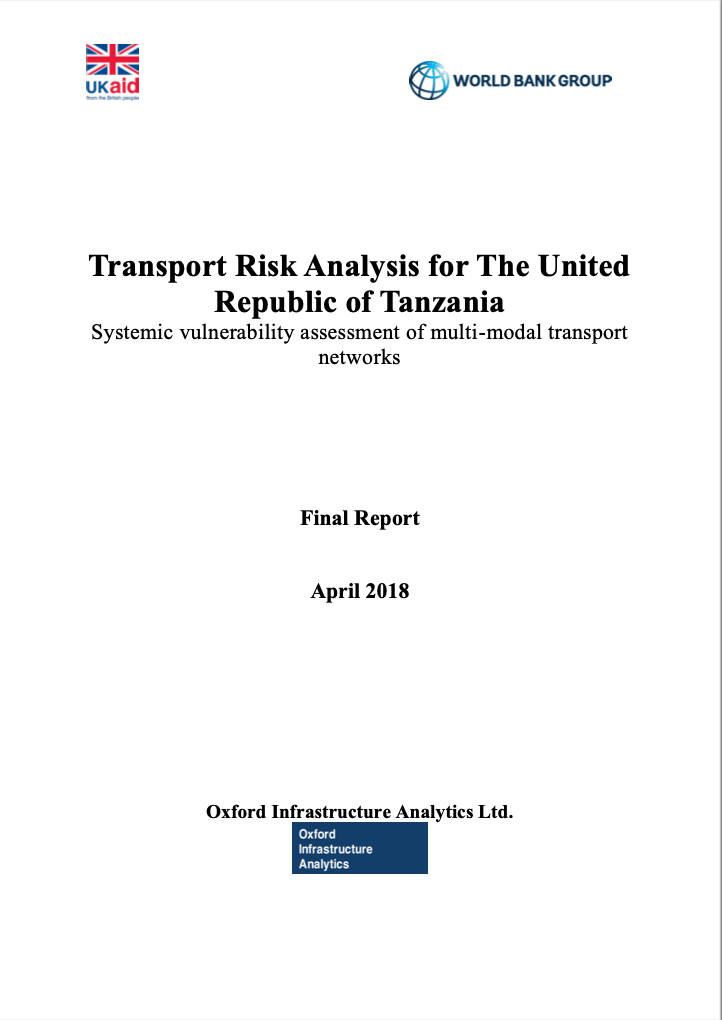 UKaid
from the British people
WORLD BANK GROUP
Transport Risk Analysis for The United
Republic of Tanzania
Systemic vulnerability assessment of multi-modal transport
networks
Final Report
April 2018
Oxford Infrastructure Analytics Ltd.
Oxford
Infrastructure
Analytics